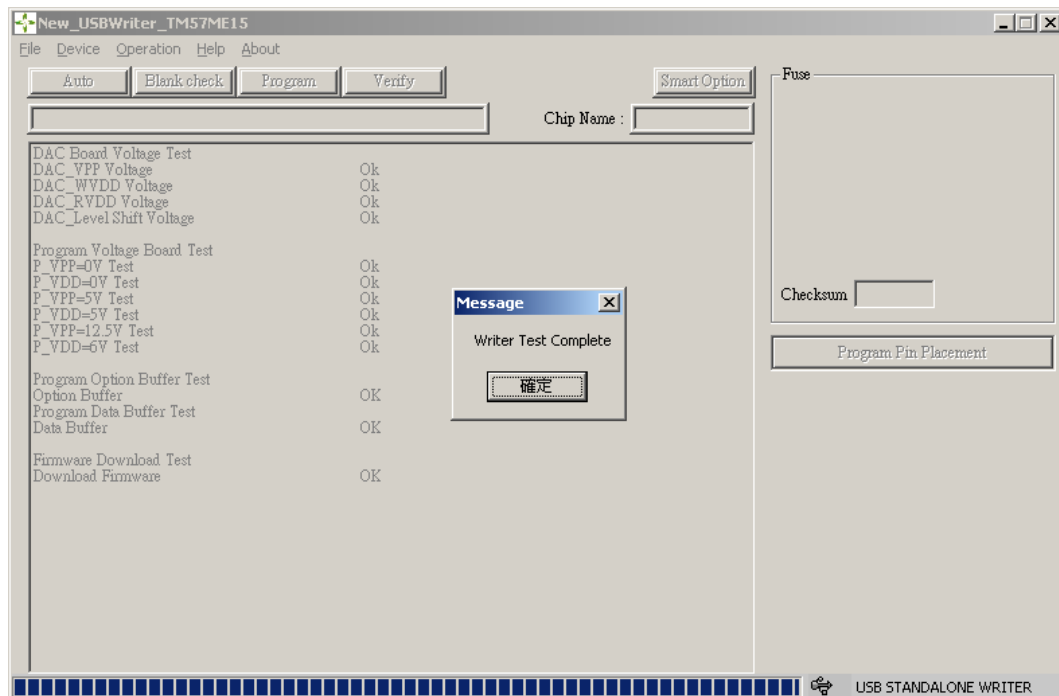 New_USBWriter_TM57ME15
File Device Operation Help About
Auto Blank check Program Verify Smart Option
Chip Name :
Fuse
DAC Board Voltage Test
DAC_VPP Voltage Ok
DAC_WVDD Voltage Ok
DAC_RVDD Voltage Ok
DAC_Level Shift Voltage Ok
Program Voltage Board Test
P_VPP=0V Test Ok
P_VDD=0V Test Ok
P_VPP=5V Test Ok
P_VDD=5V Test Ok
P_VPP=12.5V Test Ok
P_VDD=6V Test Ok
Program Option Buffer Test
Option Buffer OK
Program Data Buffer Test
Data Buffer OK
Firmware Download Test
Download Firmware OK
Message
Writer Test Complete
確定
Checksum
Program Pin Placement
USB STANDALONE WRITER